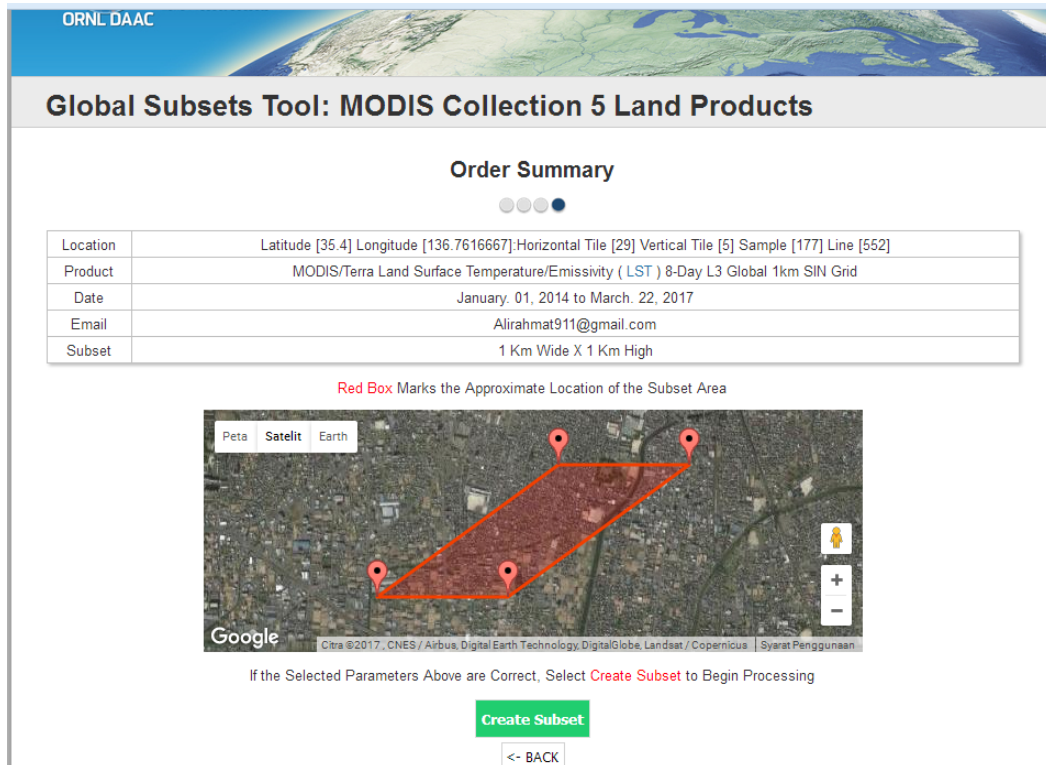 ORNL DAAC
Global Subsets Tool: MODIS Collection 5 Land Products
Order Summary
Location Latitude [35.4] Longitude [136.7616667]:Horizontal Tile [29] Vertical Tile [5] Sample [177] Line [552]
Product MODIS/Terra Land Surface Temperature/Emissivity ( LST ) 8-Day L3 Global 1km SIN Grid
Date January. 01, 2014 to March. 22, 2017
Email Alirahmat911@gmail.com
Subset 1 Km Wide X 1 Km High
Red Box Marks the Approximate Location of the Subset Area
Peta Satelit Earth
+
−
Google
Citra ©2017 , CNES / Airbus, Digital Earth Technology, DigitalGlobe, Landsat / Copernicus Syarat Penggunaan
If the Selected Parameters Above are Correct, Select Create Subset to Begin Processing
Create Subset
<- BACK